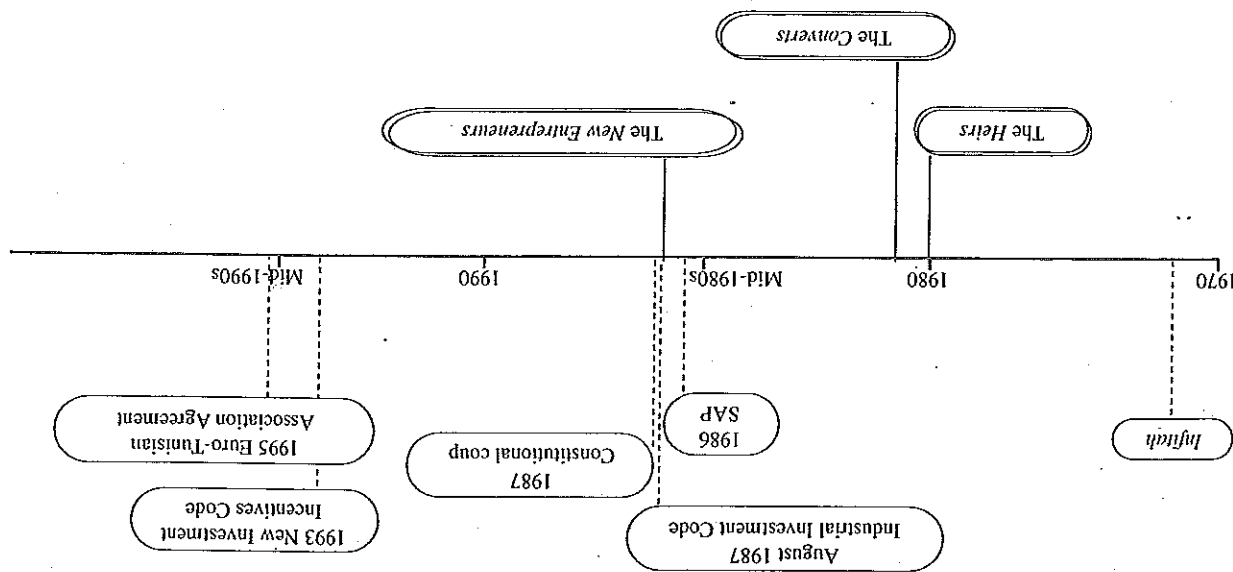 August 1987
Industrial Investment Code
1993 New Investment
Incentives Code
1987
Constitutional coup
Infitah
1986
SAP
1995 Euro-Tunisian
Association Agreement
1970
1980
Mid-1980s
1990
Mid-1990s
The Heirs
The New Entrepreneurs
The Converts